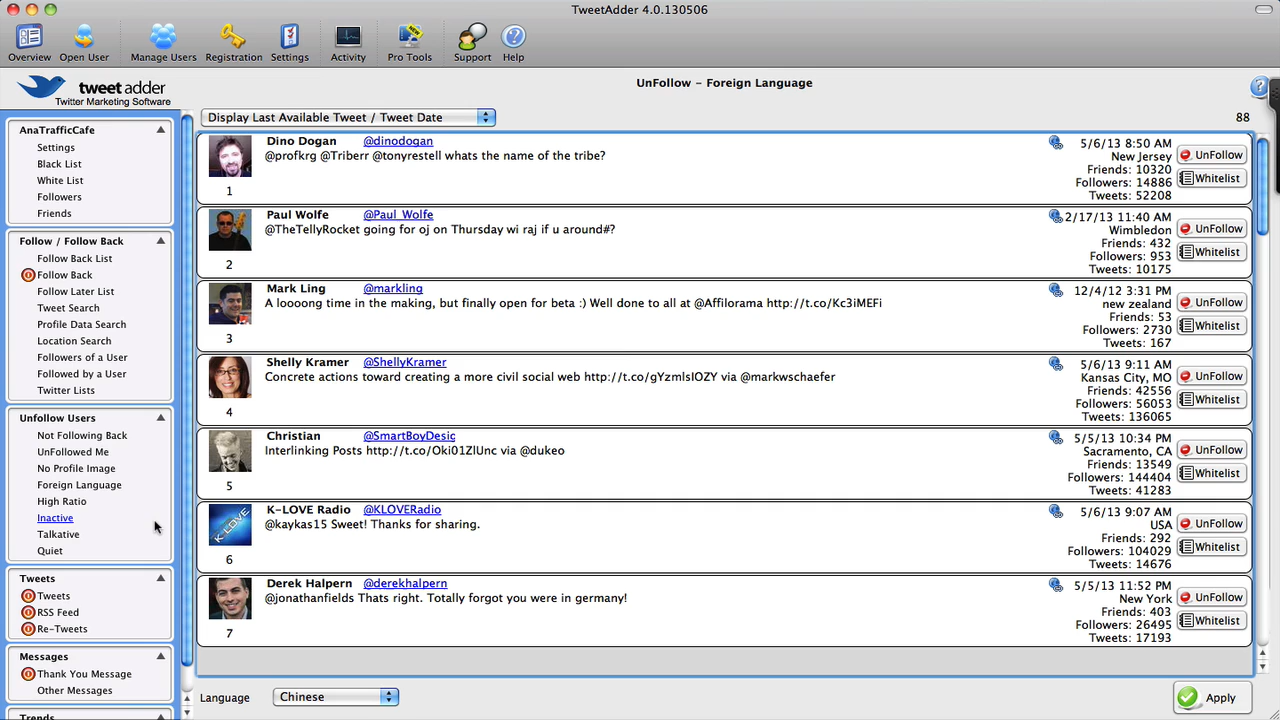 TweetAdder 4.0.130506
Overview
Open User
Manage Users
Registration
Settings
Activity
NEW
Pro Tools
Support
Help
tweet adder
Twitter Marketing Software
UnFollow – Foreign Language
Display Last Available Tweet / Tweet Date
88
AnaTrafficCafe
Settings
Black List
White List
Followers
Friends
Follow / Follow Back
Follow Back List
Follow Back
Follow Later List
Tweet Search
Profile Data Search
Location Search
Followers of a User
Followed by a User
Twitter Lists
Unfollow Users
Not Following Back
UnFollowed Me
No Profile Image
Foreign Language
High Ratio
Inactive
Talkative
Quiet
Tweets
Tweets
RSS Feed
Re-Tweets
Messages
Thank You Message
Other Messages
Trends
Dino Dogan @dinodogan
@profkrg @Triberr @tonyrestell whats the name of the tribe?
1
5/6/13 8:50 AM
New Jersey
Friends: 10320
Followers: 14886
Tweets: 52208
UnFollow
Whitelist
Paul Wolfe @Paul_Wolfe
@TheTellyRocket going for oj on Thursday wi raj if u around#?
2
2/17/13 11:40 AM
Wimbledon
Friends: 432
Followers: 953
Tweets: 10175
UnFollow
Whitelist
Mark Ling @markling
A loooong time in the making, but finally open for beta :) Well done to all at @Affilorama http://t.co/Kc3iMEFi
3
12/4/12 3:31 PM
new zealand
Friends: 53
Followers: 2730
Tweets: 167
UnFollow
Whitelist
Shelly Kramer @ShellyKramer
Concrete actions toward creating a more civil social web http://t.co/gYzmlsIOZY via @markwschaefer
4
5/6/13 9:11 AM
Kansas City, MO
Friends: 42556
Followers: 56053
Tweets: 136065
UnFollow
Whitelist
Christian @SmartBoyDesig
Interlinking Posts http://t.co/Oki01ZlUnc via @dukeo
5
5/5/13 10:34 PM
Sacramento, CA
Friends: 13549
Followers: 144404
Tweets: 41283
UnFollow
Whitelist
K-LOVE Radio @KLOVERadio
@kaykas15 Sweet! Thanks for sharing.
6
K-LOVE
5/6/13 9:07 AM
USA
Friends: 292
Followers: 104029
Tweets: 14676
UnFollow
Whitelist
Derek Halpern @derekhalpern
@jonathanfields Thats right. Totally forgot you were in germany!
7
5/5/13 11:52 PM
New York
Friends: 403
Followers: 26495
Tweets: 17193
UnFollow
Whitelist
Language
Chinese
Apply